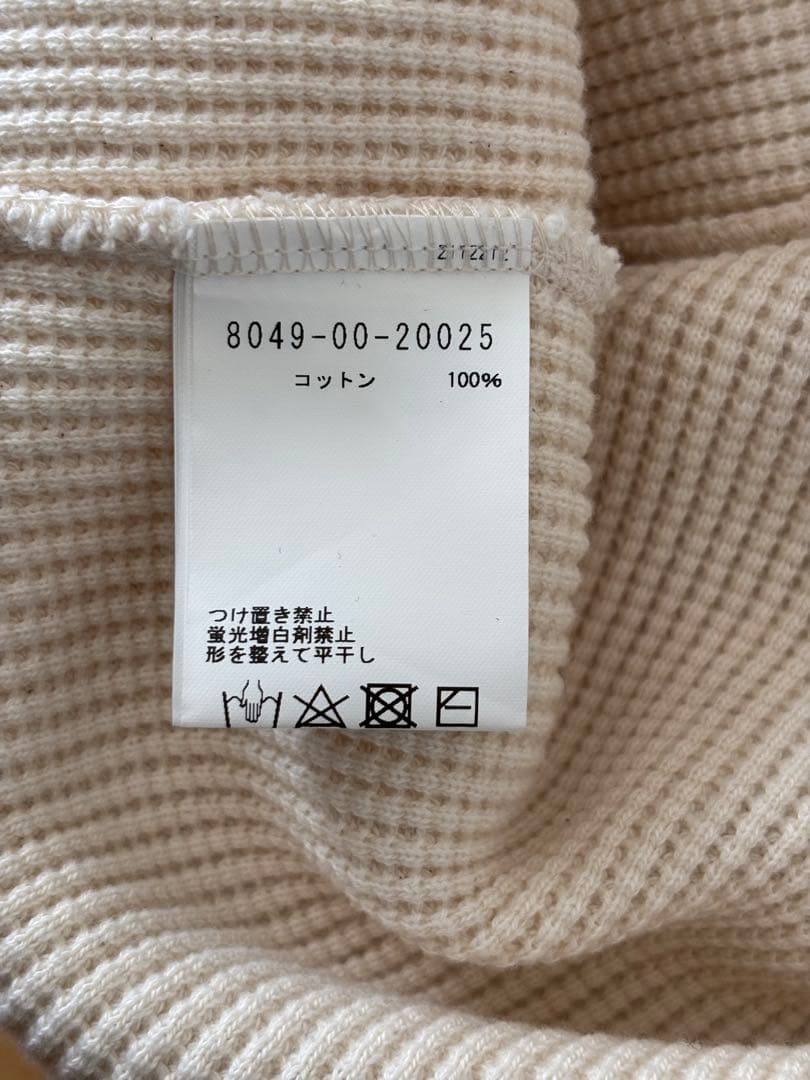 8049-00-20025
コットン 100%
つけ置き禁止
蛍光増白剤禁止
形を整えて平干し